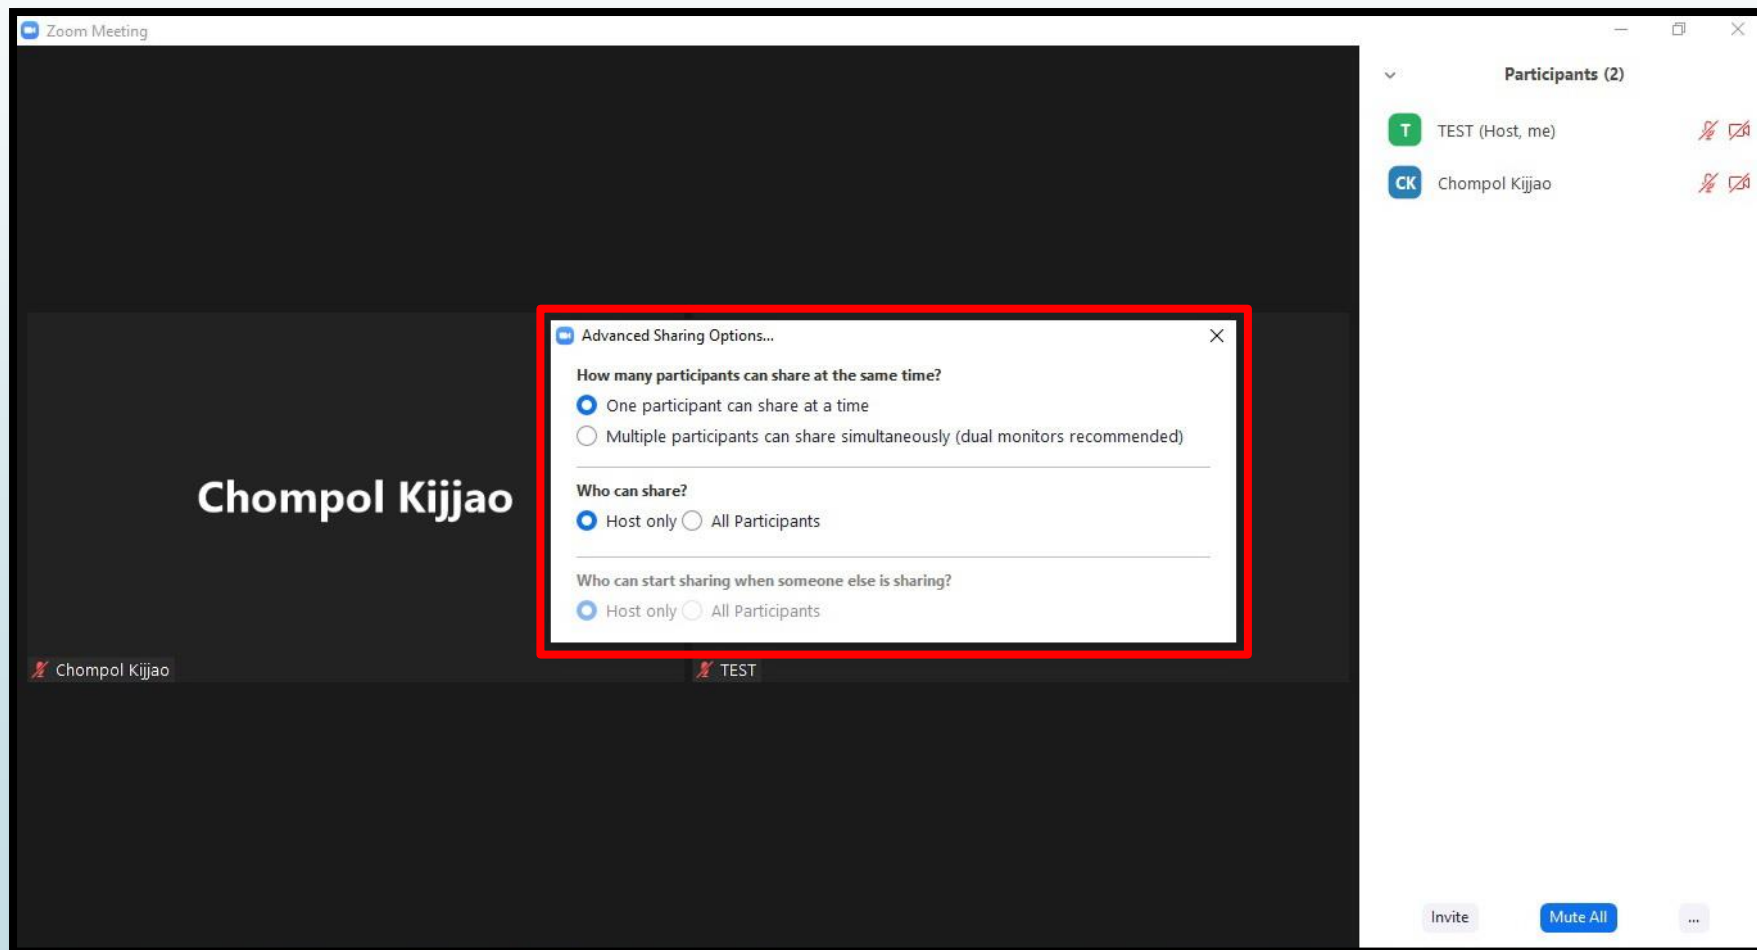 Zoom Meeting
Participants (2)
T TEST (Host, me)
CK Chompol Kijjao
Advanced Sharing Options...
How many participants can share at the same time?
One participant can share at a time
Multiple participants can share simultaneously (dual monitors recommended)
Who can share?
Host only All Participants
Who can start sharing when someone else is sharing?
Host only All Participants
Chompol Kijjao
Chompol Kijjao
TEST
Invite Mute All ...